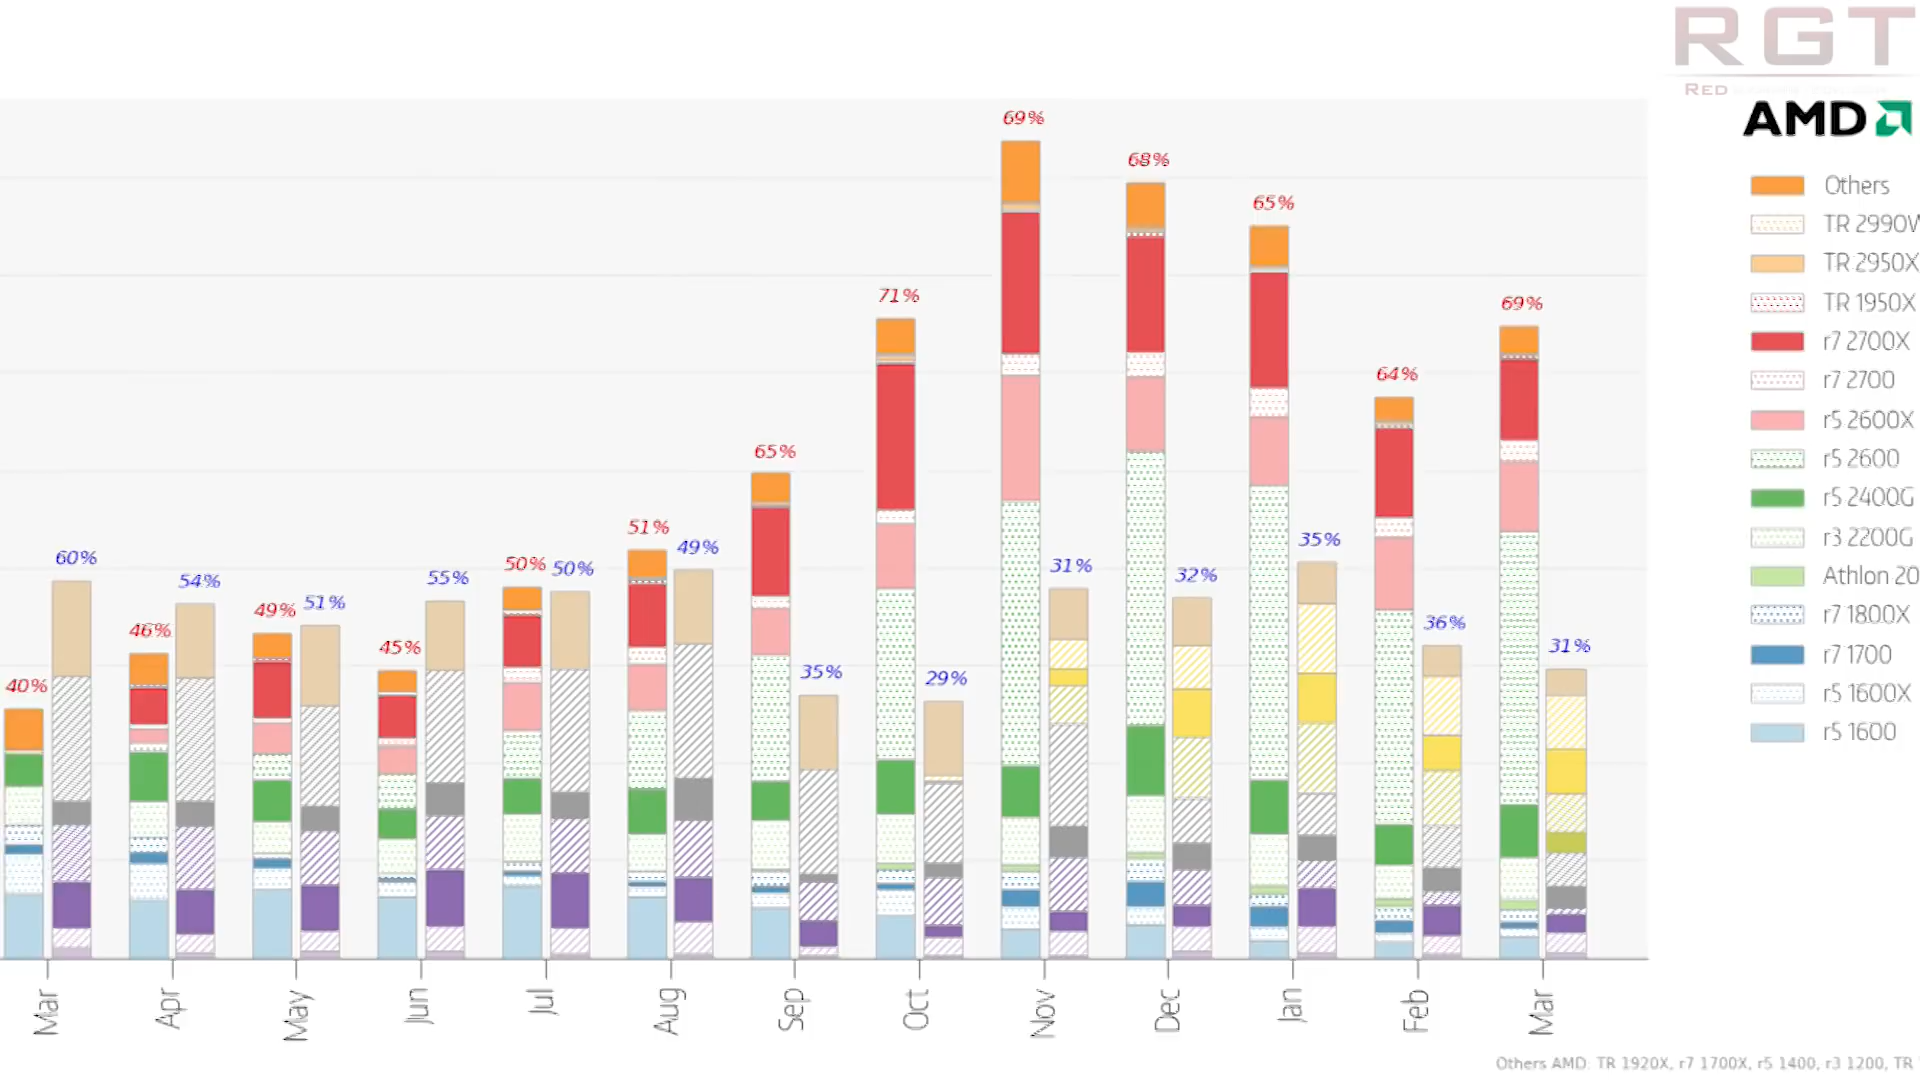 RGT
RED
AMD
69%
68%
65%
71%
69%
64%
65%
60%
54%
49%
51%
55%
50%
50%
51%
49%
46%
45%
40%
35%
29%
31%
32%
35%
36%
31%
Others
TR 2990W
TR 2950X
TR 1950X
r7 2700X
r7 2700
r5 2600X
r5 2600
r5 2400G
r3 2200G
Athlon 20
r7 1800X
r7 1700
r5 1600X
r5 1600
Mar
Apr
May
Jun
Jul
Aug
Sep
Oct
Nov
Dec
Jan
Feb
Mar
Others AMD: TR 1920X, r7 1700X, r5 1400, r3 1200, TR